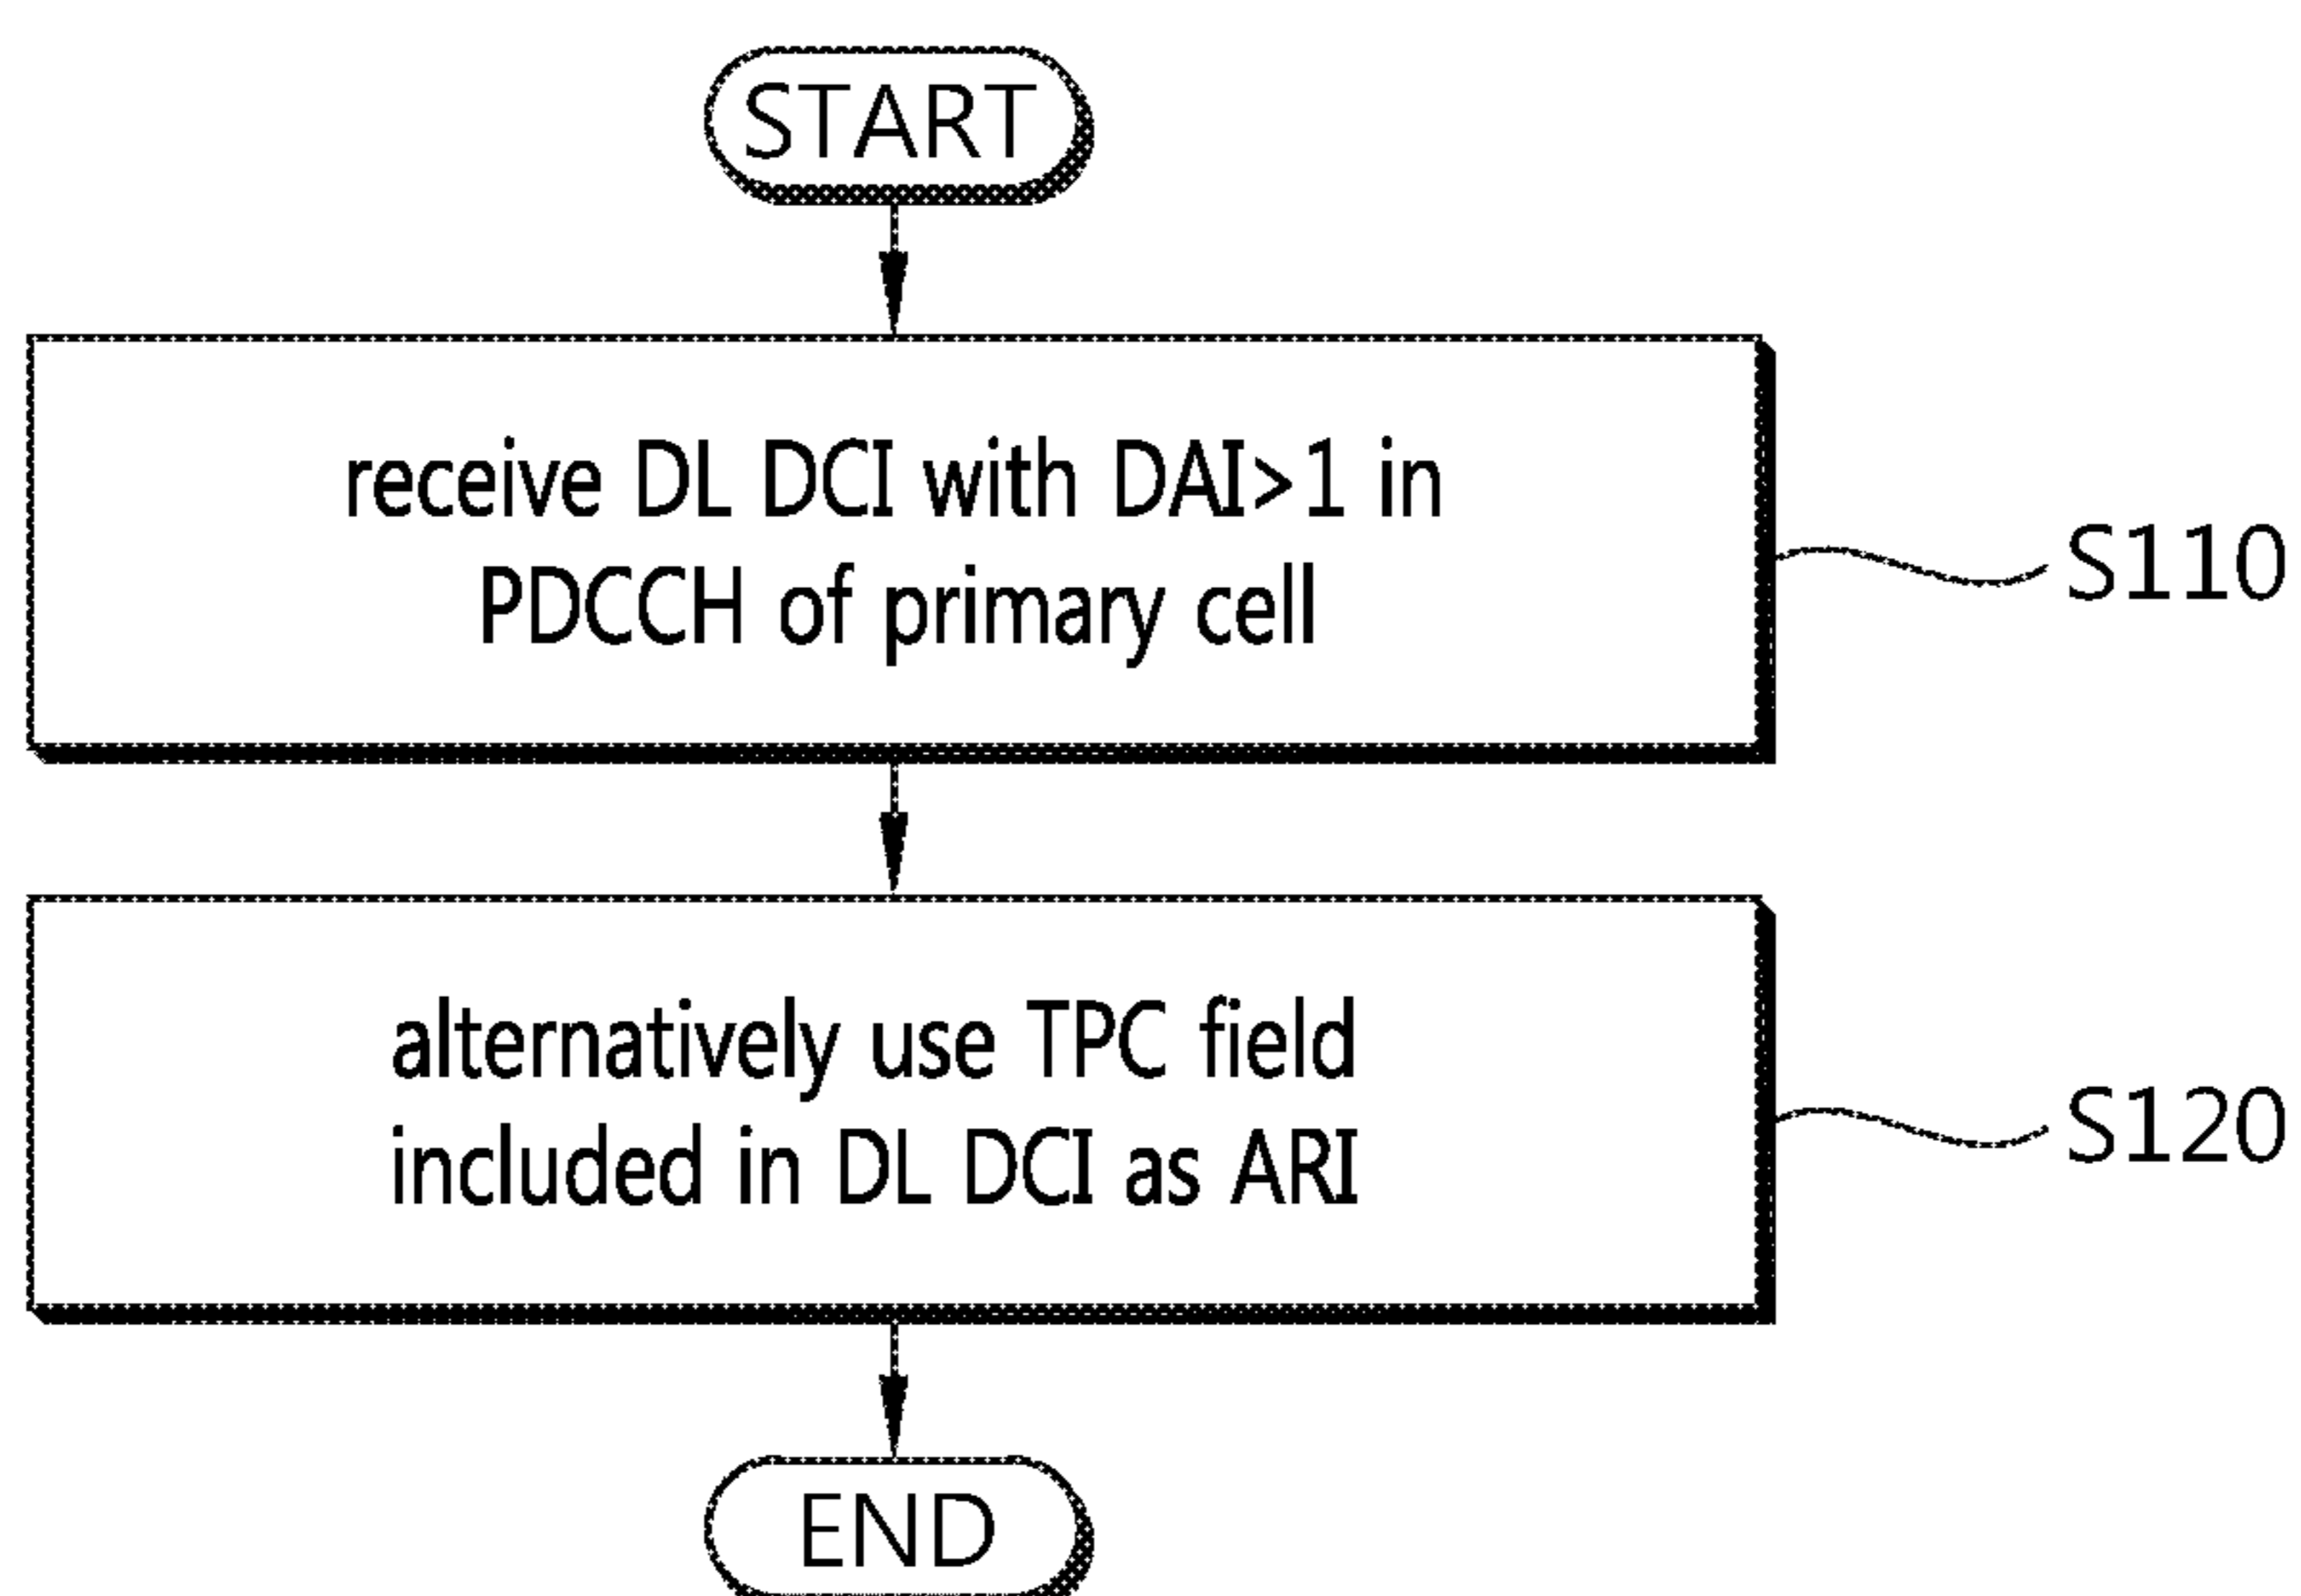 START
receive DL DCI with DAI>1 in
PDCCH of primary cell
S110
alternatively use TPC field
included in DL DCI as ARI
S120
END